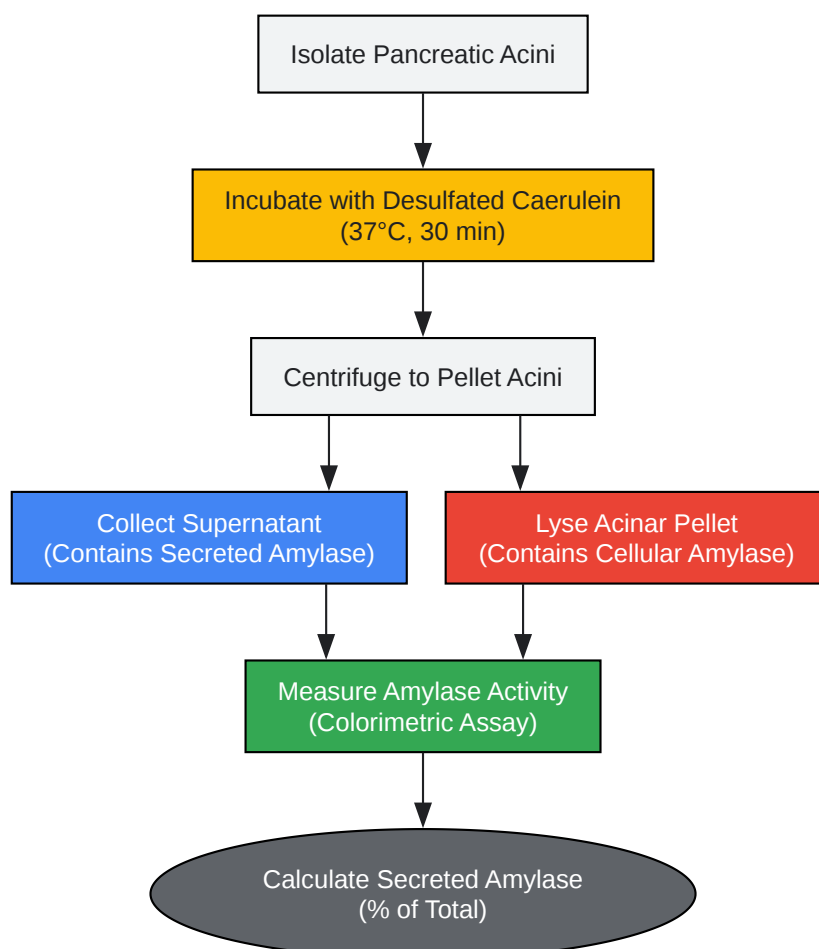 Isolate Pancreatic Acini
Incubate with Desulfated Caerulein
(37°C, 30 min)
Centrifuge to Pellet Acini
Collect Supernatant
(Contains Secreted Amylase)
Lyse Acinar Pellet
(Contains Cellular Amylase)
Measure Amylase Activity
(Colorimetric Assay)
Calculate Secreted Amylase
(% of Total)